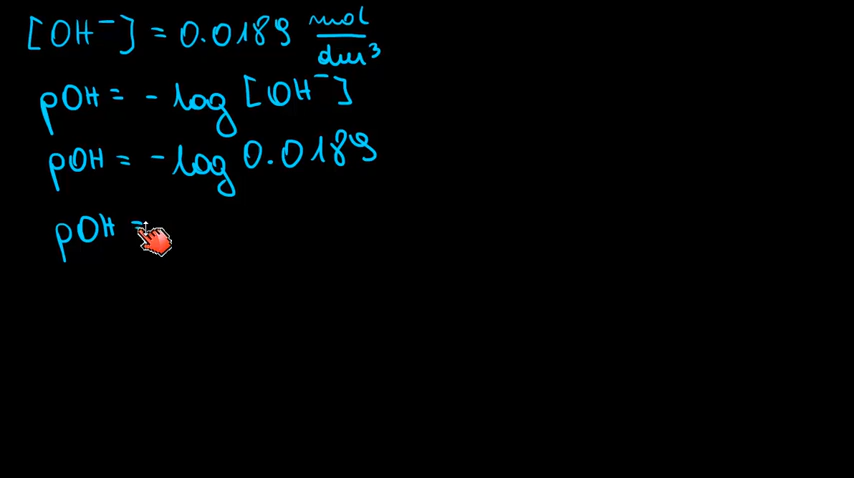 [OH⁻] = 0.0189 mol/dm³
pOH = - log [OH⁻]
pOH = - log 0.0189
pOH =